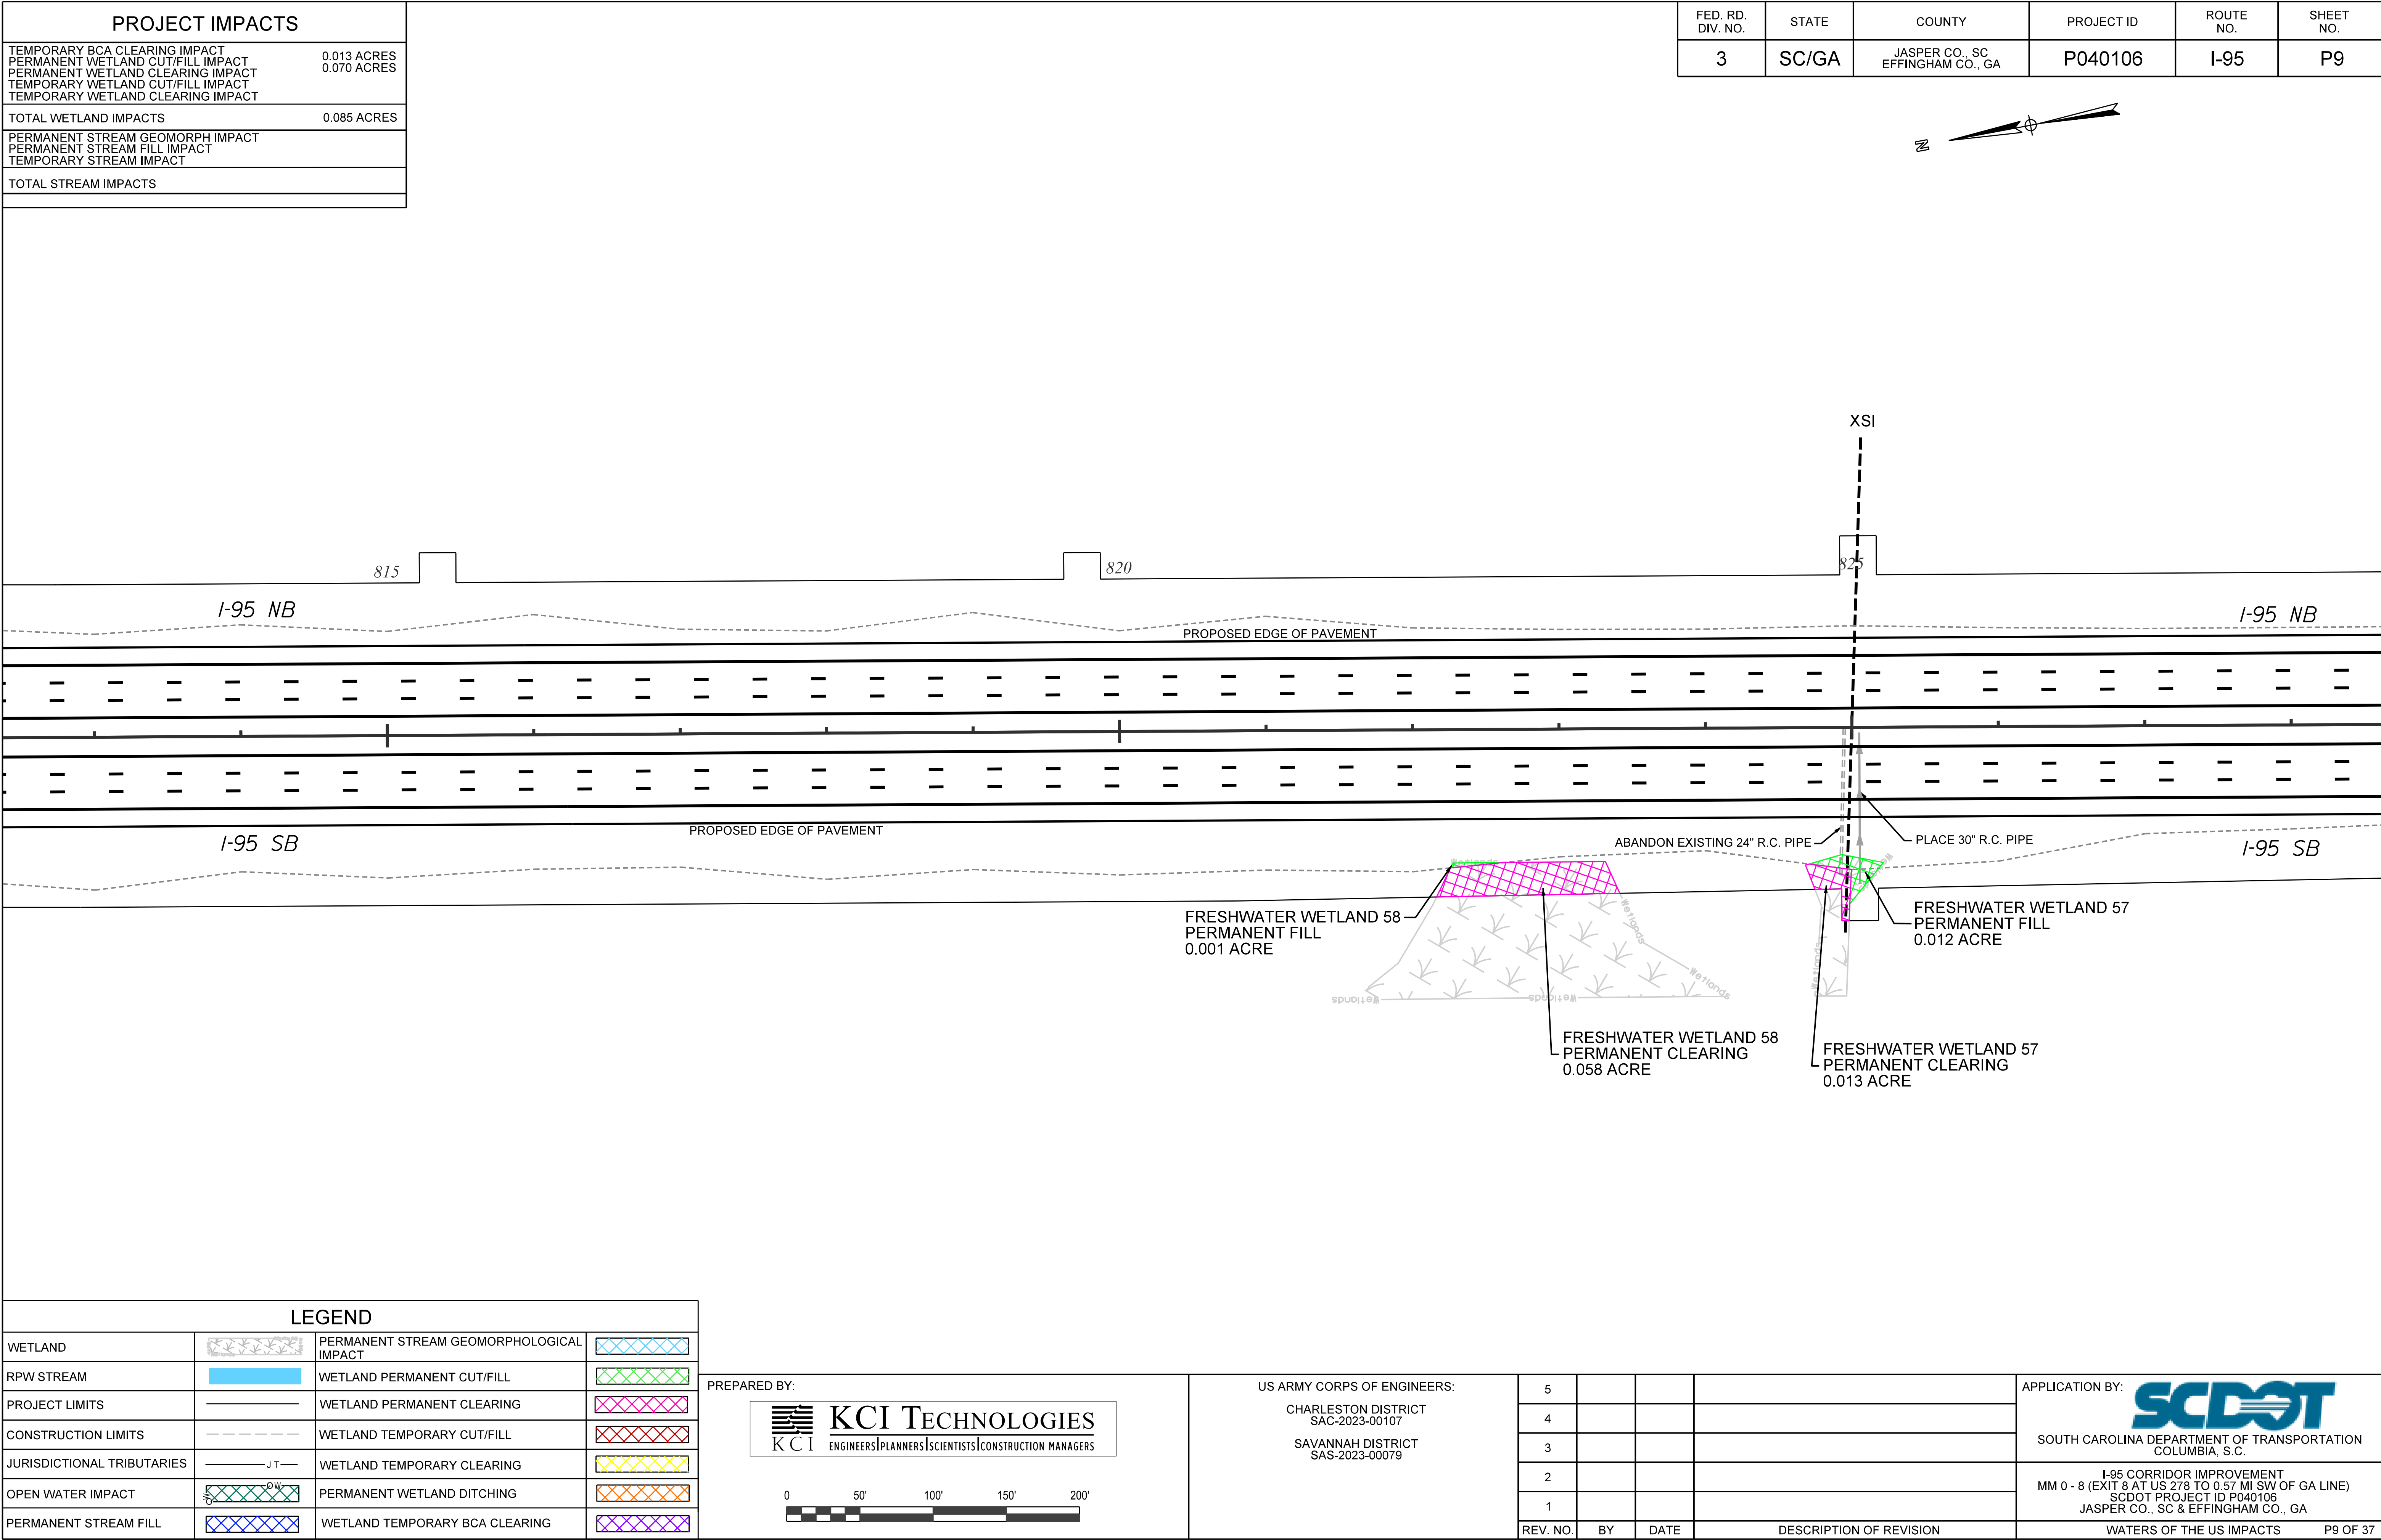 PROJECT IMPACTS
TEMPORARY BCA CLEARING IMPACT
PERMANENT WETLAND CUT/FILL IMPACT 0.013 ACRES
PERMANENT WETLAND CLEARING IMPACT 0.070 ACRES
TEMPORARY WETLAND CUT/FILL IMPACT
TEMPORARY WETLAND CLEARING IMPACT
TOTAL WETLAND IMPACTS 0.085 ACRES
PERMANENT STREAM GEOMORPH IMPACT
PERMANENT STREAM FILL IMPACT
TEMPORARY STREAM IMPACT
TOTAL STREAM IMPACTS
FED. RD. DIV. NO. STATE COUNTY PROJECT ID ROUTE NO. SHEET NO.
3 SC/GA JASPER CO., SC EFFINGHAM CO., GA P040106 I-95 P9
N
XSI
815
820
825
I-95 NB
I-95 NB
PROPOSED EDGE OF PAVEMENT
PROPOSED EDGE OF PAVEMENT
I-95 SB
I-95 SB
ABANDON EXISTING 24" R.C. PIPE
PLACE 30" R.C. PIPE
Wetlands
FRESHWATER WETLAND 58
PERMANENT FILL
0.001 ACRE
FRESHWATER WETLAND 57
PERMANENT FILL
0.012 ACRE
Wetlands
Wetlands
Wetlands
Wetlands
Wetlands
FRESHWATER WETLAND 58
PERMANENT CLEARING
0.058 ACRE
FRESHWATER WETLAND 57
PERMANENT CLEARING
0.013 ACRE
LEGEND
WETLAND
PERMANENT STREAM GEOMORPHOLOGICAL
IMPACT
RPW STREAM
WETLAND PERMANENT CUT/FILL
PROJECT LIMITS
WETLAND PERMANENT CLEARING
CONSTRUCTION LIMITS
WETLAND TEMPORARY CUT/FILL
JURISDICTIONAL TRIBUTARIES
JT
WETLAND TEMPORARY CLEARING
OPEN WATER IMPACT
OW
OW
PERMANENT WETLAND DITCHING
PERMANENT STREAM FILL
WETLAND TEMPORARY BCA CLEARING
PREPARED BY:
KCI
KCI TECHNOLOGIES
ENGINEERS|PLANNERS|SCIENTISTS|CONSTRUCTION MANAGERS
0 50' 100' 150' 200'
US ARMY CORPS OF ENGINEERS:
CHARLESTON DISTRICT
SAC-2023-00107
SAVANNAH DISTRICT
SAS-2023-00079
5
4
3
2
1
REV. NO. BY DATE DESCRIPTION OF REVISION
APPLICATION BY:
SCDOT
SOUTH CAROLINA DEPARTMENT OF TRANSPORTATION
COLUMBIA, S.C.
I-95 CORRIDOR IMPROVEMENT
MM 0 - 8 (EXIT 8 AT US 278 TO 0.57 MI SW OF GA LINE)
SCDOT PROJECT ID P040106
JASPER CO., SC & EFFINGHAM CO., GA
WATERS OF THE US IMPACTS P9 OF 37